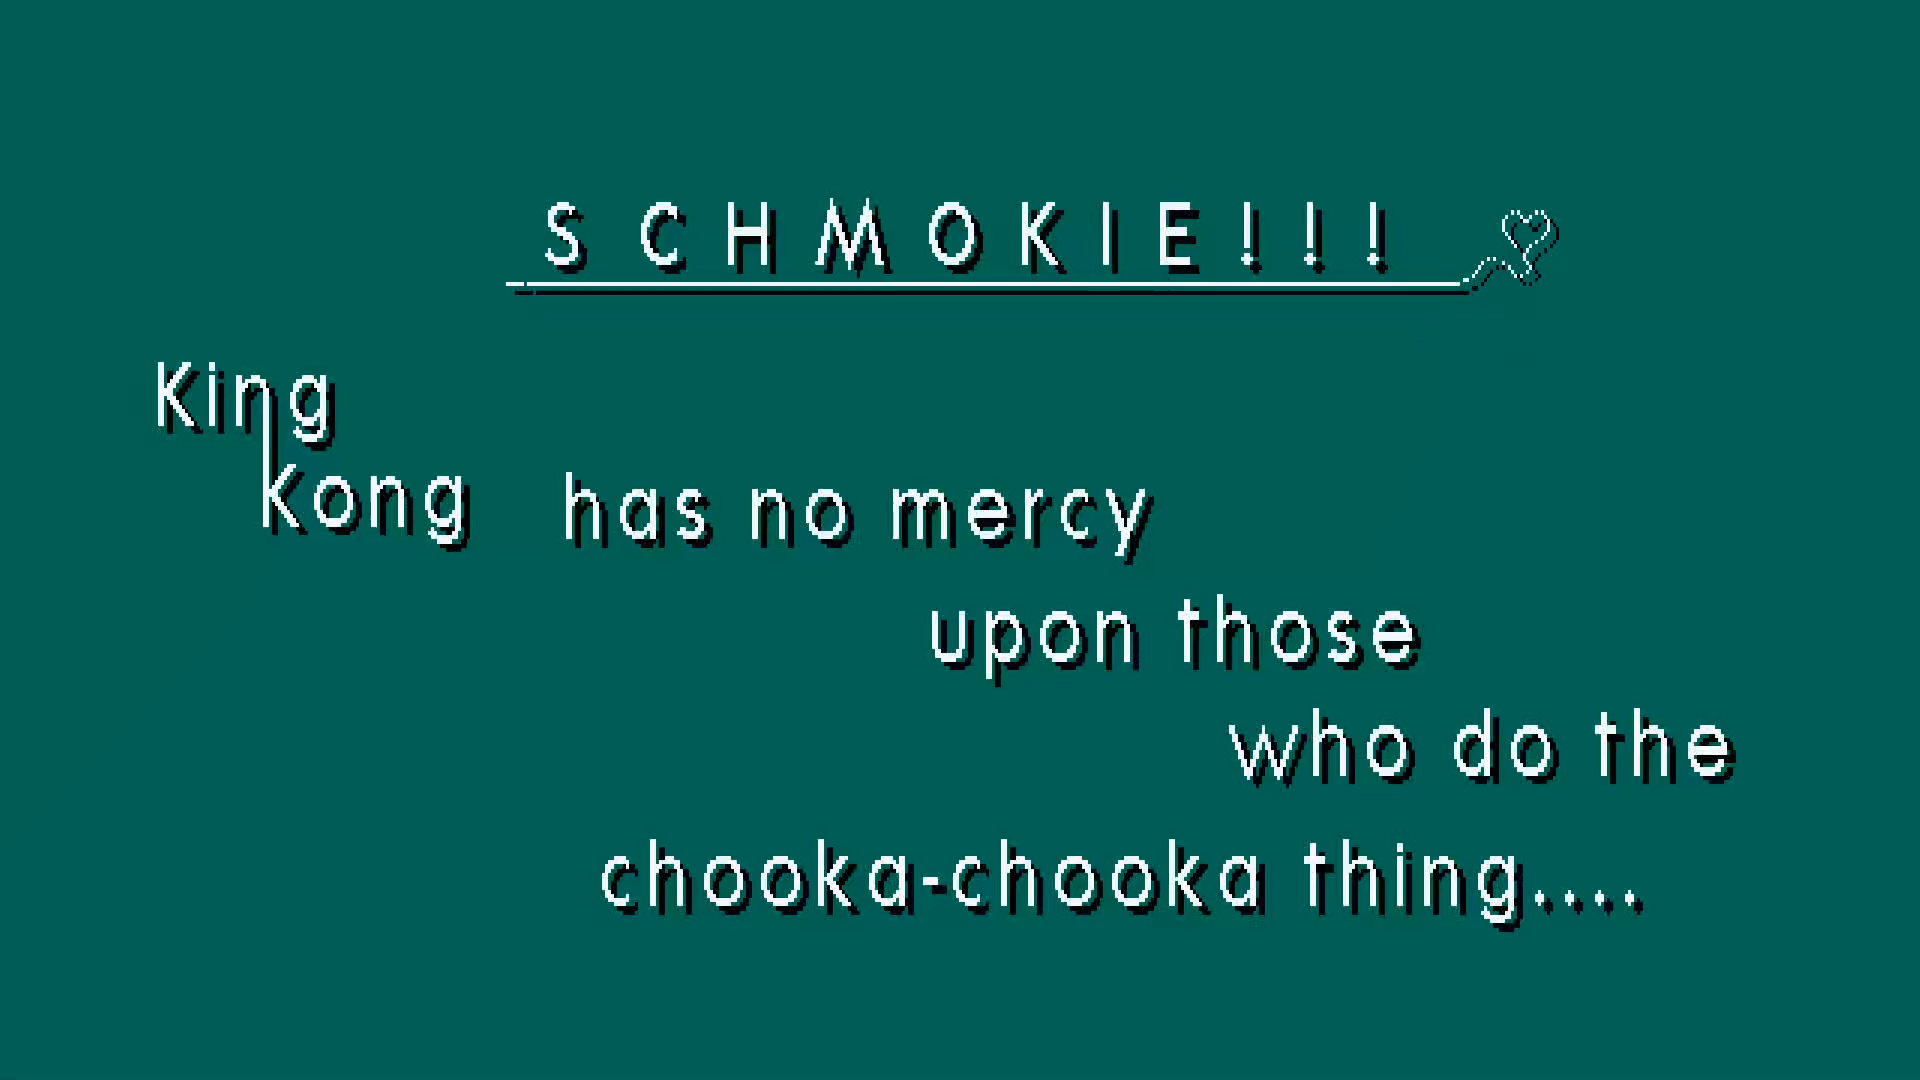 SCHMOKIE!!!
King
Kong has no mercy
upon those
who do the
chooka-chooka thing....